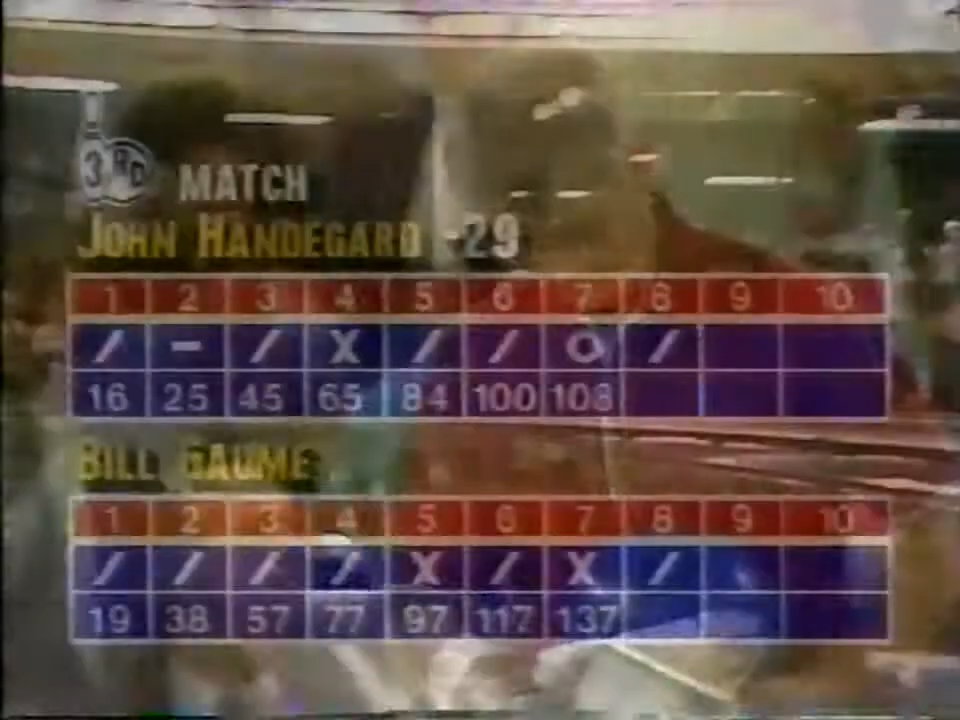 3RD MATCH
JOHN HANDEGARD -29
1 2 3 4 5 6 7 8 9 10
/ - / X / / O /
16 25 45 65 84 100 108
BILL GAUME
1 2 3 4 5 6 7 8 9 10
/ / / / X / X /
19 38 57 77 97 117 137